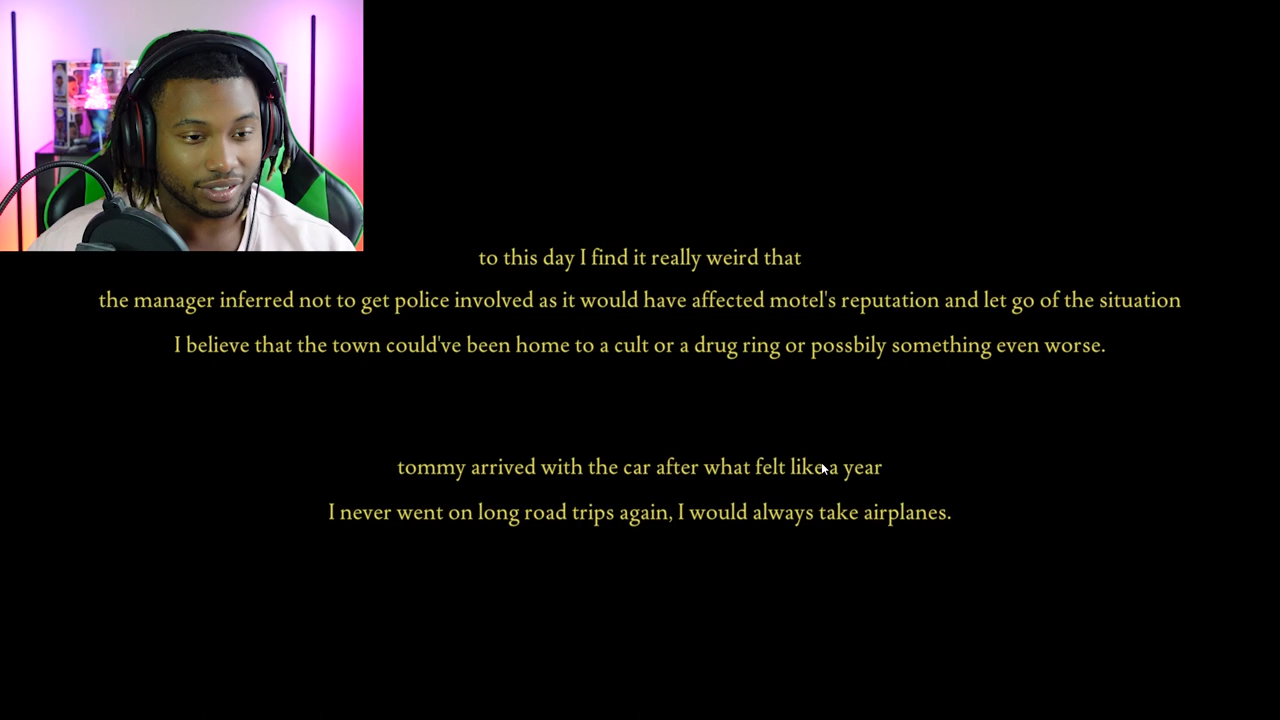 to this day I find it really weird that
the manager inferred not to get police involved as it would have affected motel's reputation and let go of the situation
I believe that the town could've been home to a cult or a drug ring or possbily something even worse.
tommy arrived with the car after what felt like a year
I never went on long road trips again, I would always take airplanes.